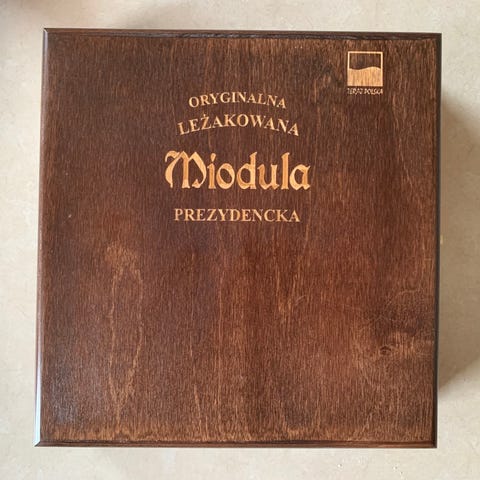 TERAZ POLSKA
ORYGINALNA
LEŻAKOWANA
Miodula
PREZYDENCKA